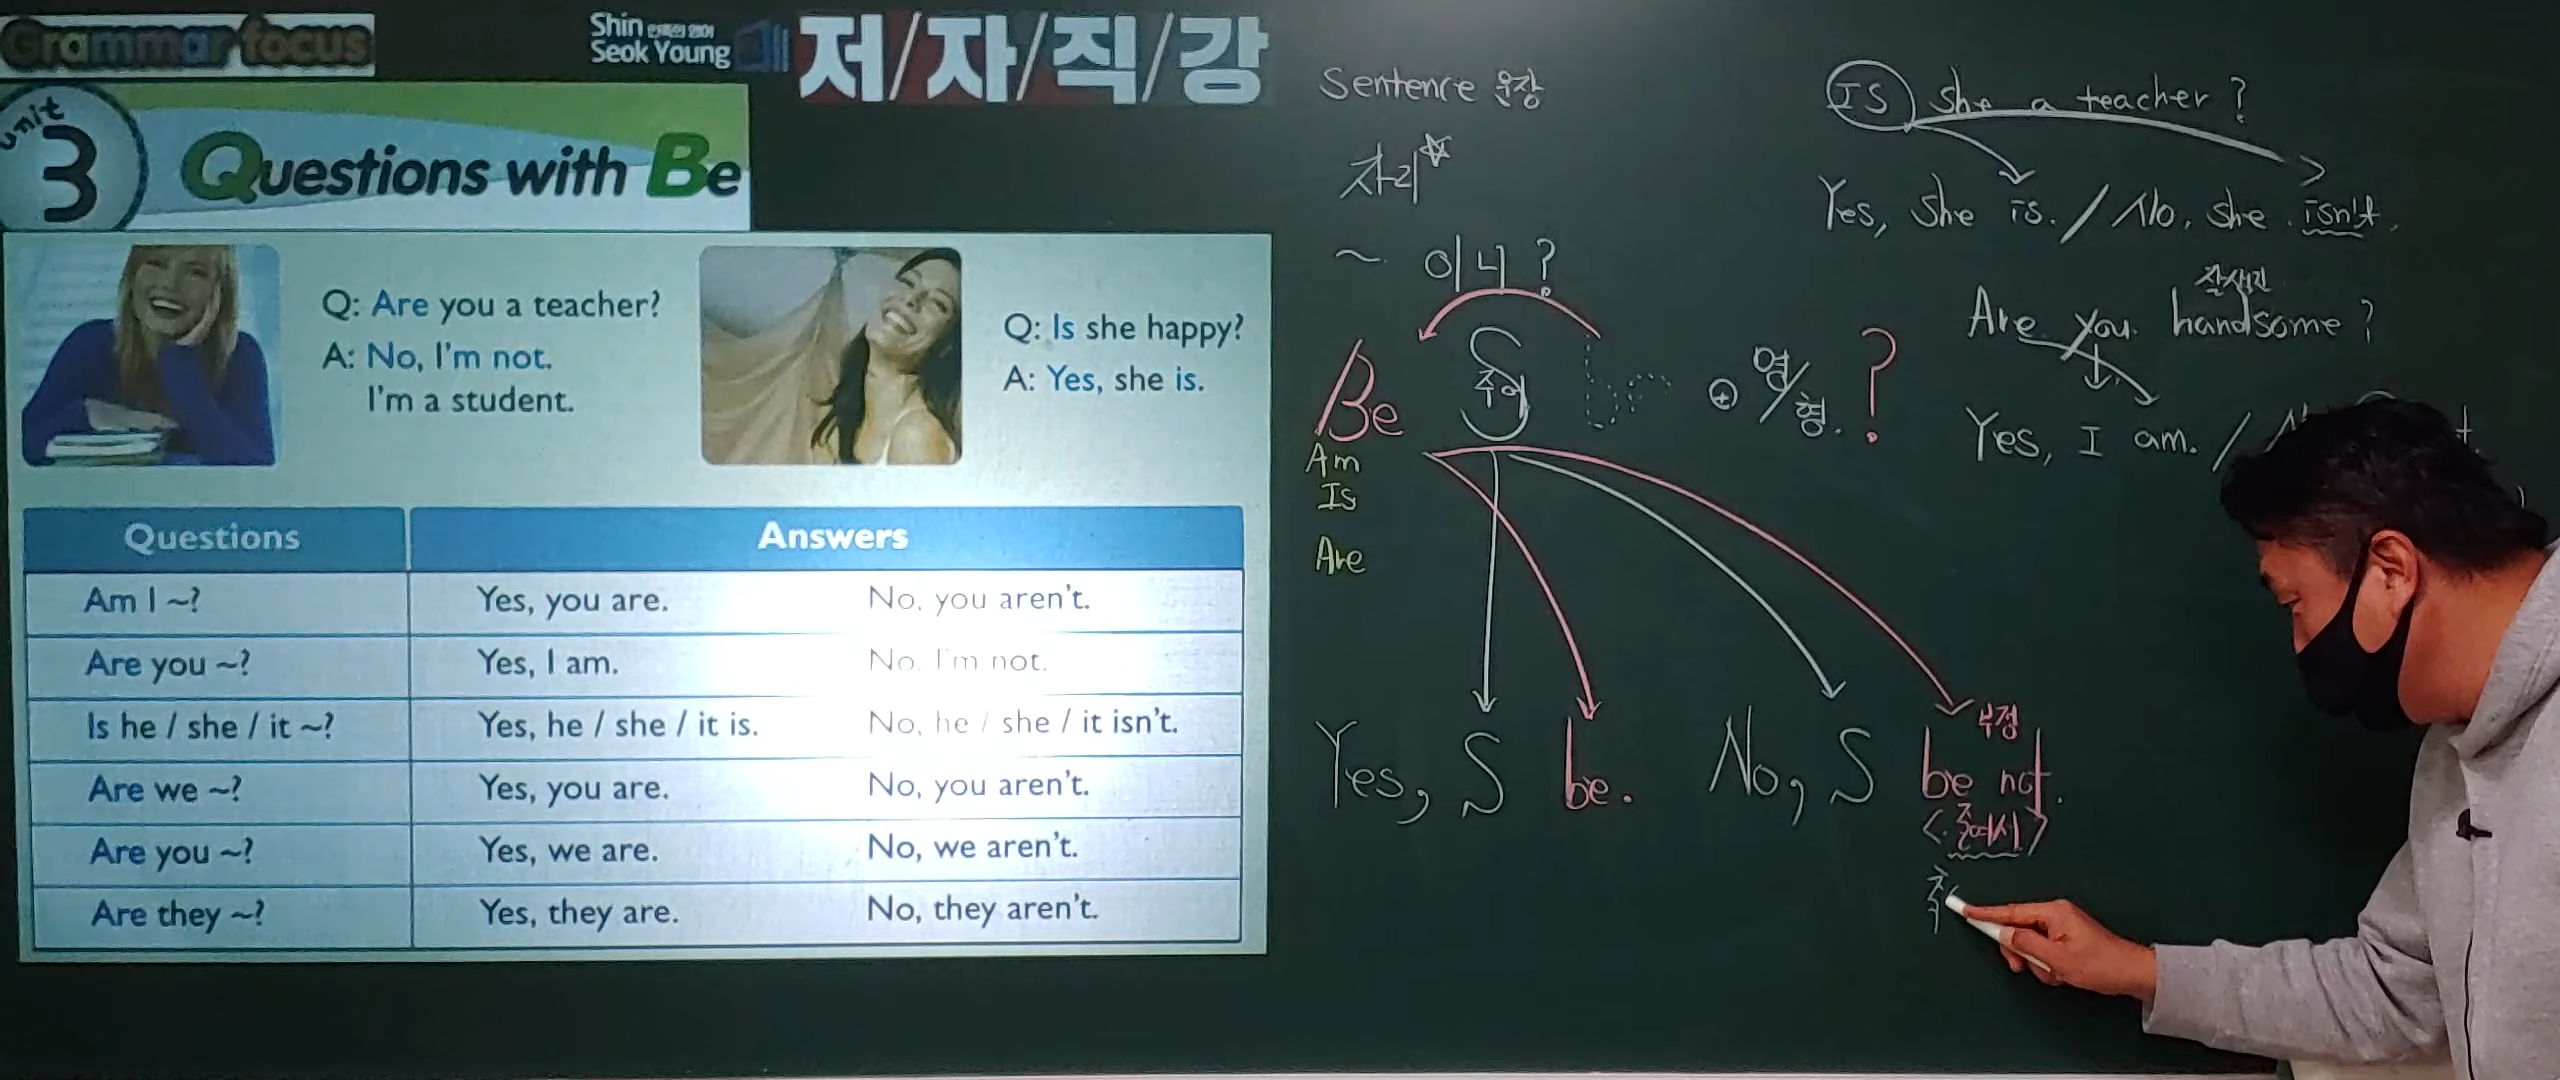 Grammar focus
Shin
Seok Young
저/자/직/강
unit
3
Questions with Be
Q: Are you a teacher?
A: No, I'm not.
I'm a student.
Q: Is she happy?
A: Yes, she is.
Questions Answers
Am I ~? Yes, you are. No, you aren't.
Are you ~? Yes, I am. No, I'm not.
Is he / she / it ~? Yes, he / she / it is. No, he / she / it isn't.
Are we ~? Yes, you are. No, you aren't.
Are you ~? Yes, we are. No, we aren't.
Are they ~? Yes, they are. No, they aren't.
Sentence 문장
자리
~ 이니?
Be S 주어 be + 명/형. ?
Am
Is
Are
Yes, S be. No, S be not.
부정
<줄여서>
Is she a teacher?
Yes, she is. / No, she isn't.
잘생긴
Are you handsome?
Yes, I am. /